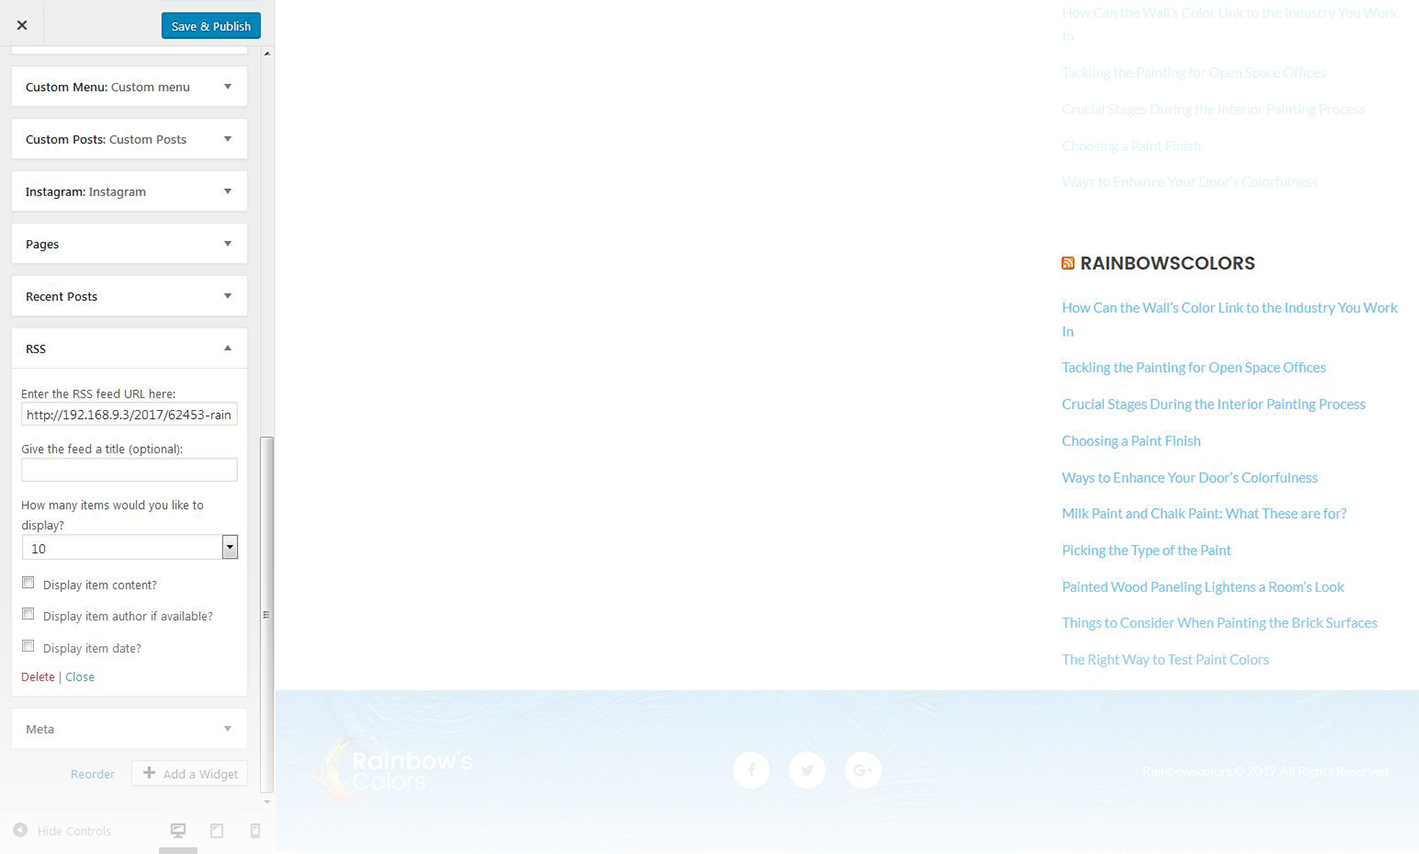 Save & Publish
Custom Menu: Custom menu
Custom Posts: Custom Posts
Instagram: Instagram
Pages
Recent Posts
RSS
Enter the RSS feed URL here:
http://192.168.9.3/2017/62453-rain
Give the feed a title (optional):
How many items would you like to
display?
10
Display item content?
Display item author if available?
Display item date?
Delete | Close
Meta
Reorder
Add a Widget
Hide Controls
How Can the Wall's Color Link to the Industry You Work
In
Tackling the Painting for Open Space Offices
Crucial Stages During the Interior Painting Process
Choosing a Paint Finish
Ways to Enhance Your Door's Colorfulness
RAINBOWSCOLORS
How Can the Wall's Color Link to the Industry You Work
In
Tackling the Painting for Open Space Offices
Crucial Stages During the Interior Painting Process
Choosing a Paint Finish
Ways to Enhance Your Door's Colorfulness
Milk Paint and Chalk Paint: What These are for?
Picking the Type of the Paint
Painted Wood Paneling Lightens a Room's Look
Things to Consider When Painting the Brick Surfaces
The Right Way to Test Paint Colors
Rainbow's
Colors
Rainbowscolors © 2017.All Rights Reserved